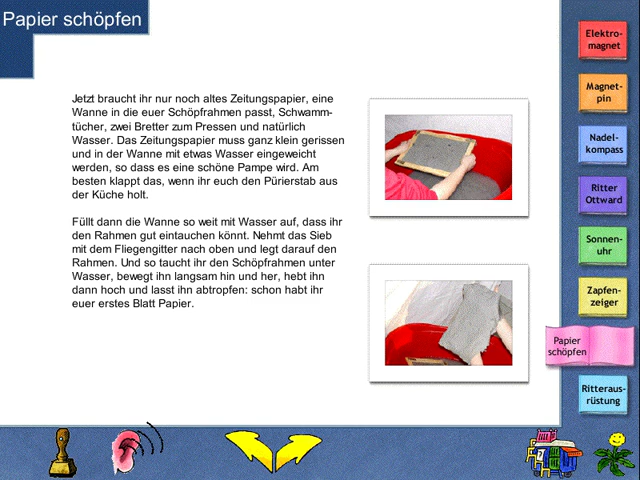 Papier schöpfen
Jetzt braucht ihr nur noch altes Zeitungspapier, eine
Wanne in die euer Schöpfrahmen passt, Schwamm-
tücher, zwei Bretter zum Pressen und natürlich
Wasser. Das Zeitungspapier muss ganz klein gerissen
und in der Wanne mit etwas Wasser eingeweicht
werden, so dass es eine schöne Pampe wird. Am
besten klappt das, wenn ihr euch den Pürierstab aus
der Küche holt.
Füllt dann die Wanne so weit mit Wasser auf, dass ihr
den Rahmen gut eintauchen könnt. Nehmt das Sieb
mit dem Fliegengitter nach oben und legt darauf den
Rahmen. Und so taucht ihr den Schöpfrahmen unter
Wasser, bewegt ihn langsam hin und her, hebt ihn
dann hoch und lasst ihn abtropfen: schon habt ihr
euer erstes Blatt Papier.
Elektro-
magnet
Magnet-
pin
Nadel-
kompass
Ritter
Ottward
Sonnen-
uhr
Zapfen-
zeiger
Papier
schöpfen
Ritteraus-
rüstung